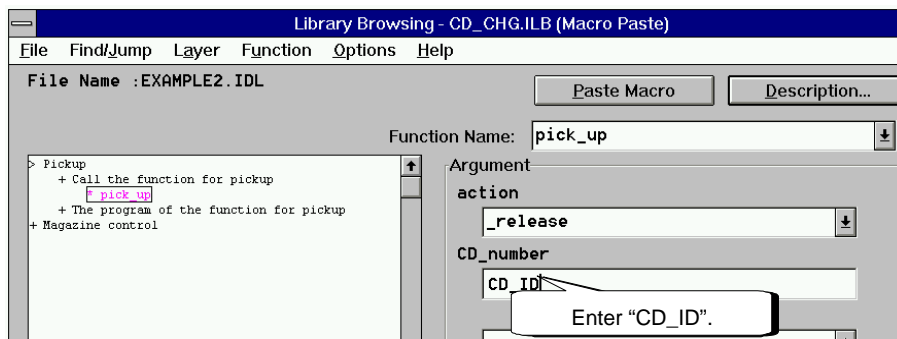 Library Browsing - CD_CHG.ILB (Macro Paste)
File Find/Jump Layer Function Options Help
File Name :EXAMPLE2.IDL
Paste Macro Description...
Function Name: pick_up
> Pickup
+ Call the function for pickup
* pick_up
+ The program of the function for pickup
+ Magazine control
Argument
action
_release
CD_number
CD_ID
Enter “CD_ID”.